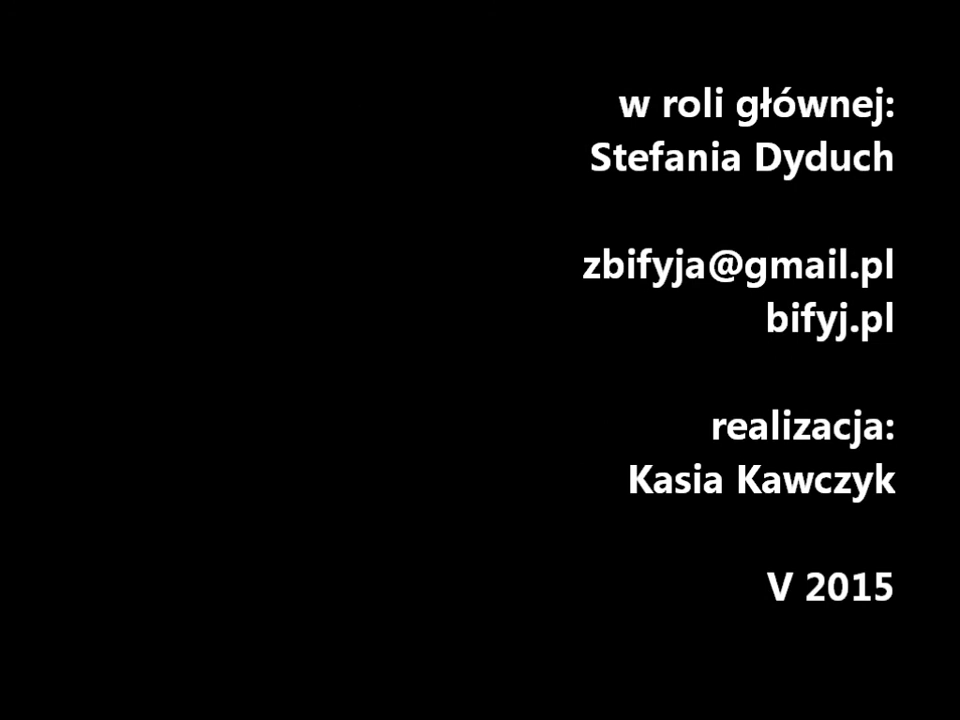 w roli głównej:
Stefania Dyduch
zbifyja@gmail.pl
bifyj.pl
realizacja:
Kasia Kawczyk
V 2015